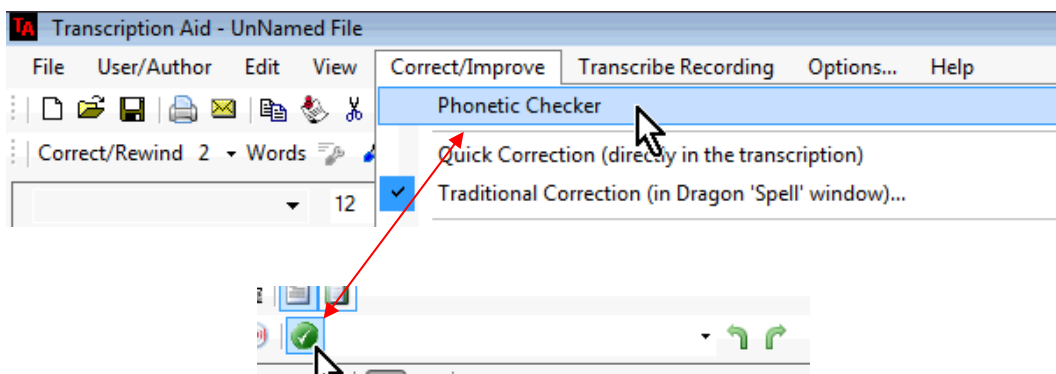 TA Transcription Aid - UnNamed File
File User/Author Edit View Correct/Improve Transcribe Recording Options... Help
Phonetic Checker
Correct/Rewind 2 Words
Quick Correction (directly in the transcription)
12
Traditional Correction (in Dragon 'Spell' window)...